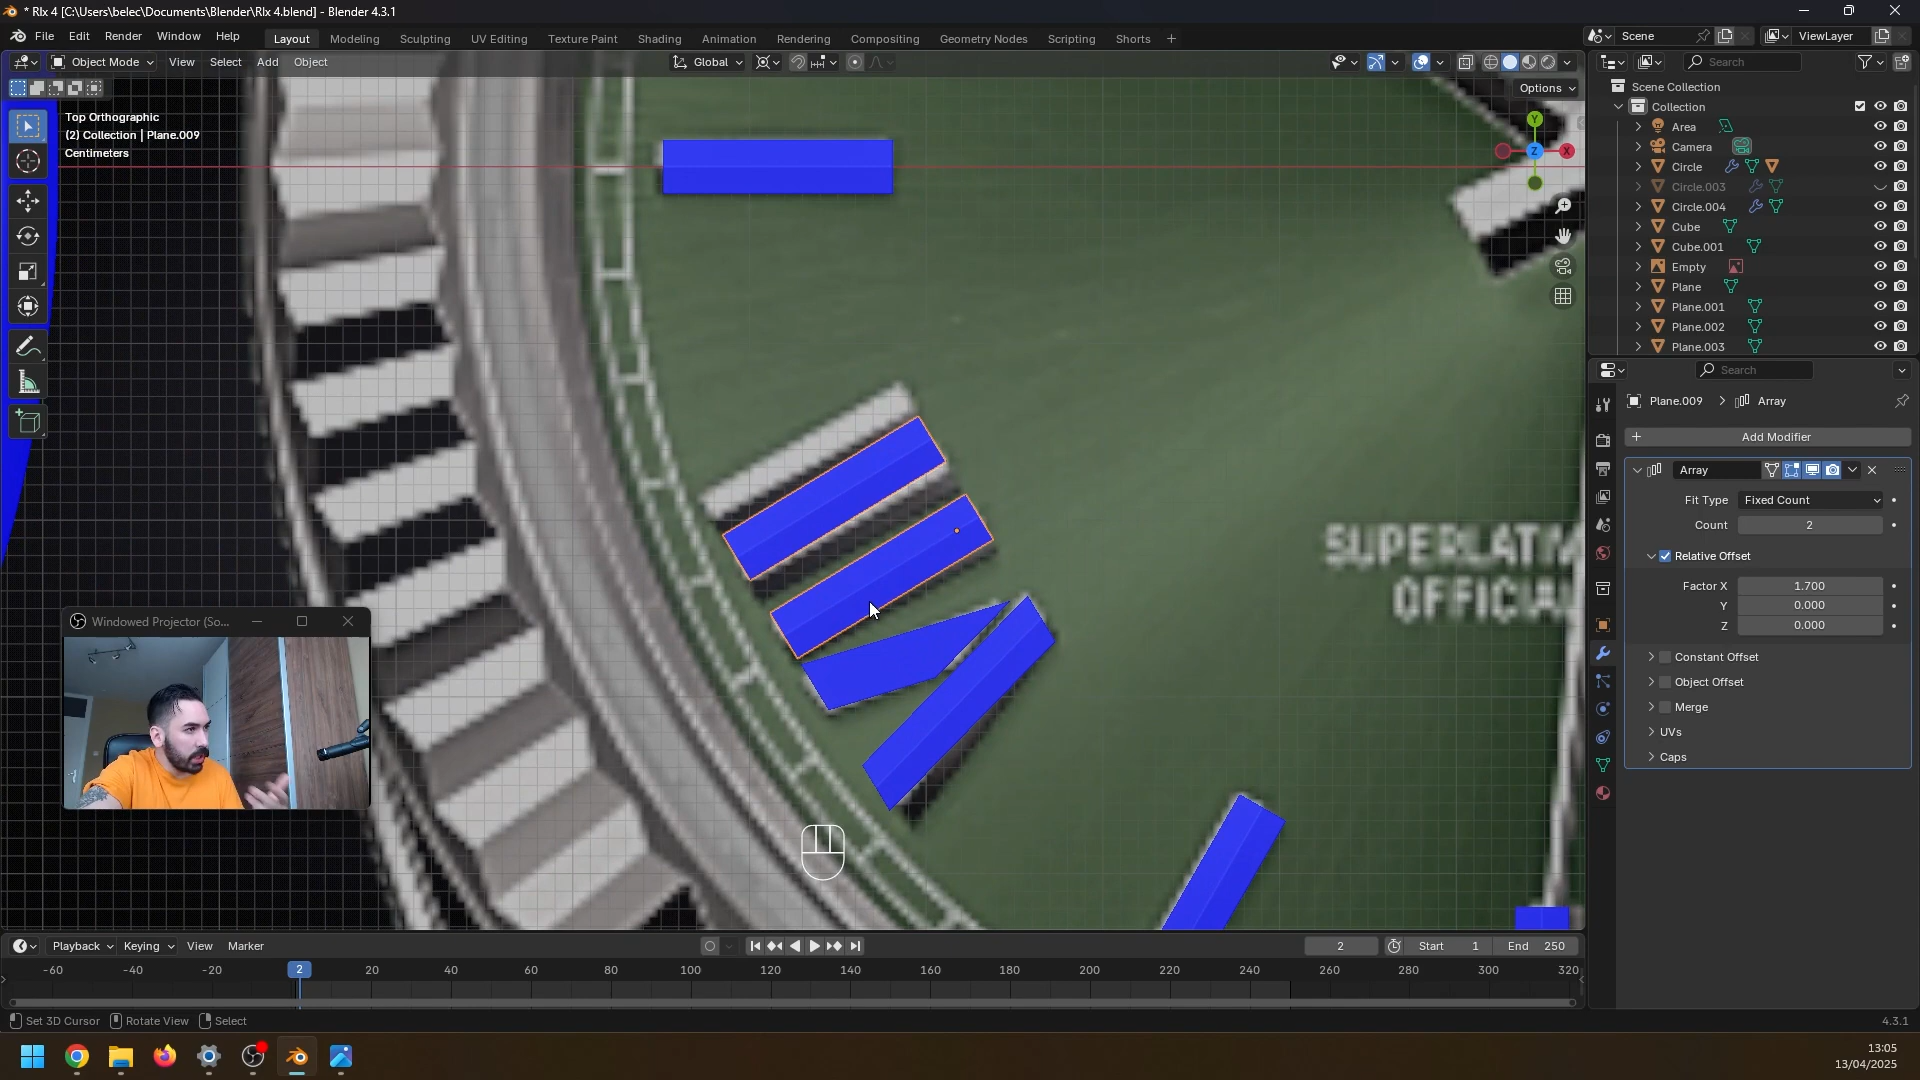 * Rlx 4 [C:\Users\belec\Documents\Blender\Rlx 4.blend] - Blender 4.3.1
File Edit Render Window Help
Layout Modeling Sculpting UV Editing Texture Paint Shading Animation Rendering Compositing Geometry Nodes Scripting Shorts +
Scene
ViewLayer
Object Mode View Select Add Object
Global
Search
Options
Top Orthographic
(2) Collection | Plane.009
Centimeters
Y
Z
X
Scene Collection
Collection
Area
Camera
Circle
Circle.003
Circle.004
Cube
Cube.001
Empty
Plane
Plane.001
Plane.002
Plane.003
Search
Plane.009 > Array
+ Add Modifier
Array
Fit Type Fixed Count
Count 2
Relative Offset
Factor X 1.700
Y 0.000
Z 0.000
Constant Offset
Object Offset
Merge
UVs
Caps
OFFICIA
Windowed Projector (So...
Playback Keying View Marker
2
Start 1
End 250
-60 -40 -20 2 20 40 60 80 100 120 140 160 180 200 220 240 260 280 300 320
Set 3D Cursor Rotate View Select
4.3.1
13:05
13/04/2025